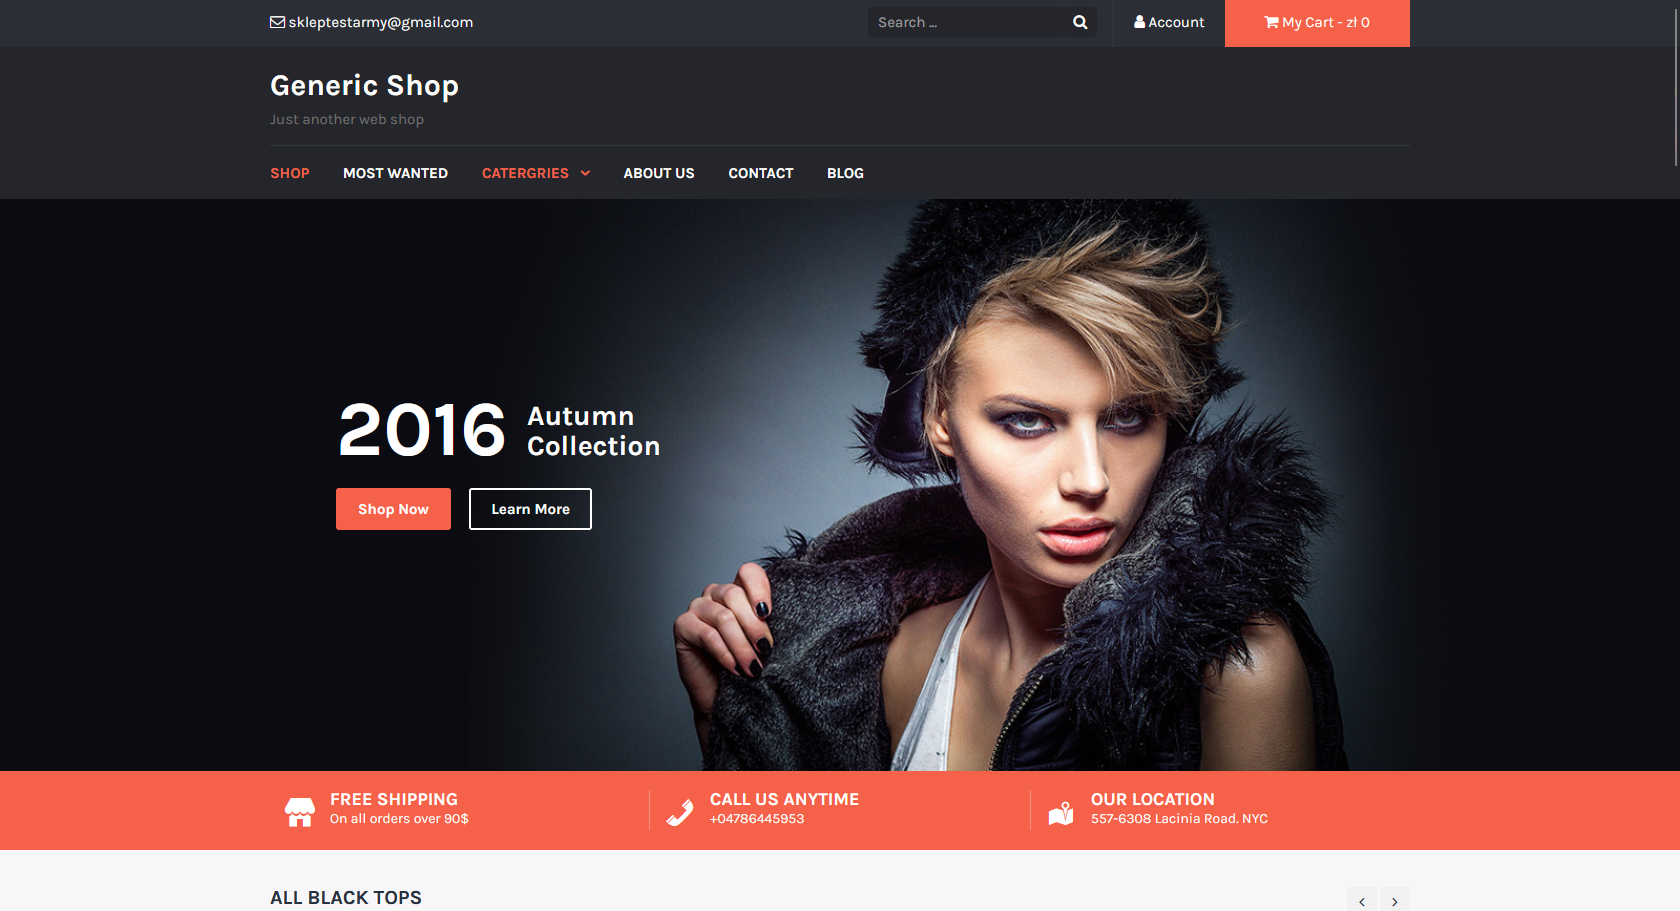 skleptestarmy@gmail.com
Search ...
Account
My Cart - zł 0
Generic Shop
Just another web shop
SHOP
MOST WANTED
CATERGRIES
ABOUT US
CONTACT
BLOG
2016
Autumn
Collection
Shop Now
Learn More
FREE SHIPPING
On all orders over 90$
CALL US ANYTIME
+04786445953
OUR LOCATION
557-6308 Lacinia Road. NYC
ALL BLACK TOPS